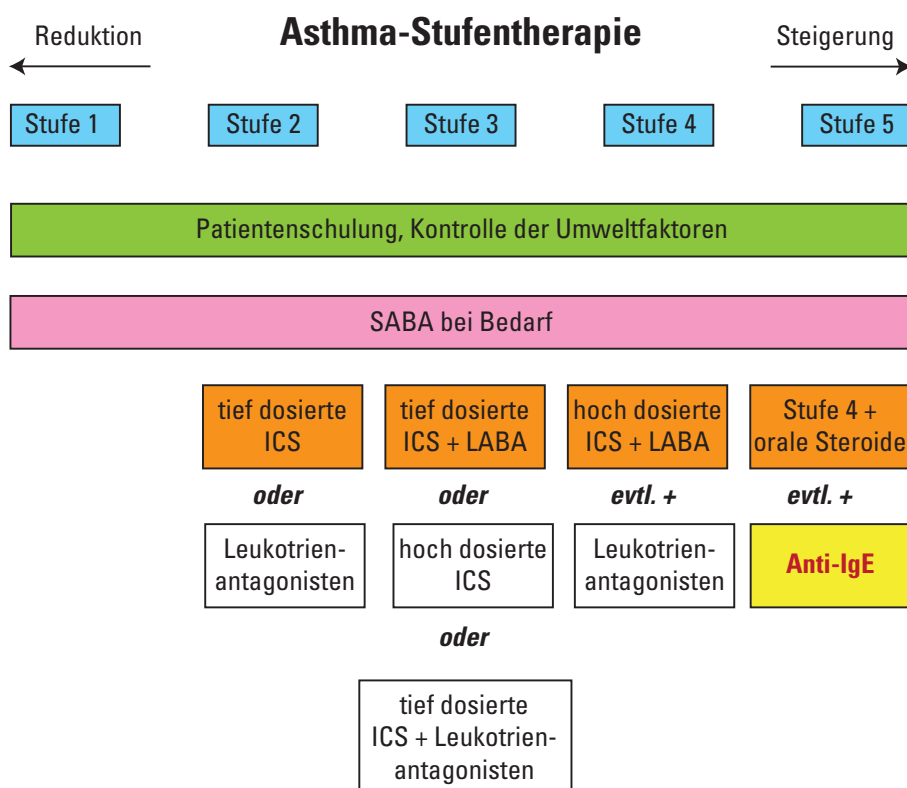 Reduktion
Asthma-Stufentherapie
Steigerung
Stufe 1
Stufe 2
Stufe 3
Stufe 4
Stufe 5
Patientenschulung, Kontrolle der Umweltfaktoren
SABA bei Bedarf
tief dosierte
ICS
tief dosierte
ICS + LABA
hoch dosierte
ICS + LABA
Stufe 4 +
orale Steroide
oder
oder
evtl. +
evtl. +
Leukotrien-
antagonisten
hoch dosierte
ICS
Leukotrien-
antagonisten
Anti-IgE
oder
tief dosierte
ICS + Leukotrien-
antagonisten